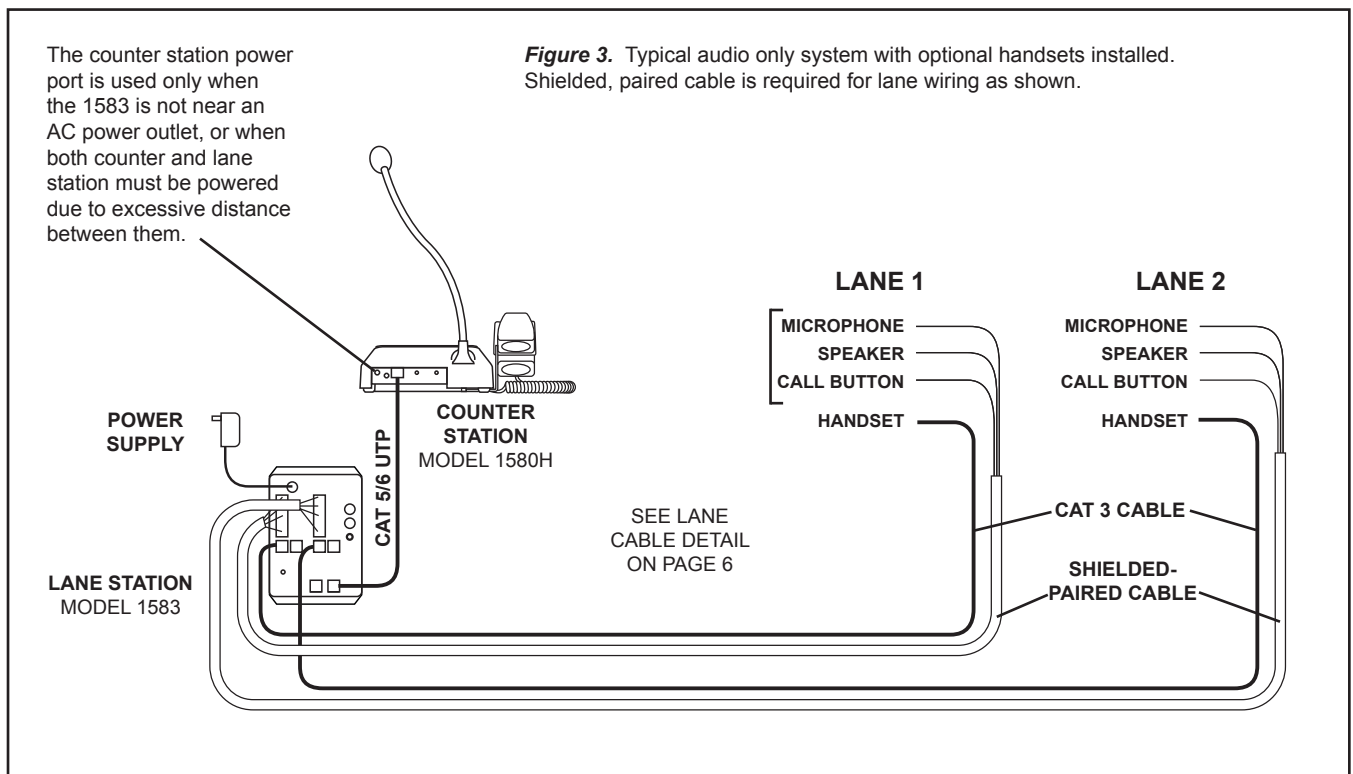 The counter station power
port is used only when
the 1583 is not near an
AC power outlet, or when
both counter and lane
station must be powered
due to excessive distance
between them.
Figure 3. Typical audio only system with optional handsets installed.
Shielded, paired cable is required for lane wiring as shown.
LANE 1
MICROPHONE
SPEAKER
CALL BUTTON
HANDSET
LANE 2
MICROPHONE
SPEAKER
CALL BUTTON
HANDSET
POWER
SUPPLY
COUNTER
STATION
MODEL 1580H
CAT 5/6 UTP
SEE LANE
CABLE DETAIL
ON PAGE 6
CAT 3 CABLE
SHIELDED-
PAIRED CABLE
LANE STATION
MODEL 1583